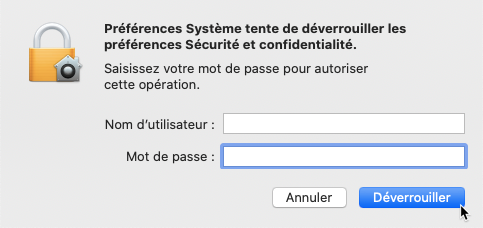 Préférences Système tente de déverrouiller les
préférences Sécurité et confidentialité.
Saisissez votre mot de passe pour autoriser
cette opération.
Nom d’utilisateur :
Mot de passe :
Annuler
Déverrouiller